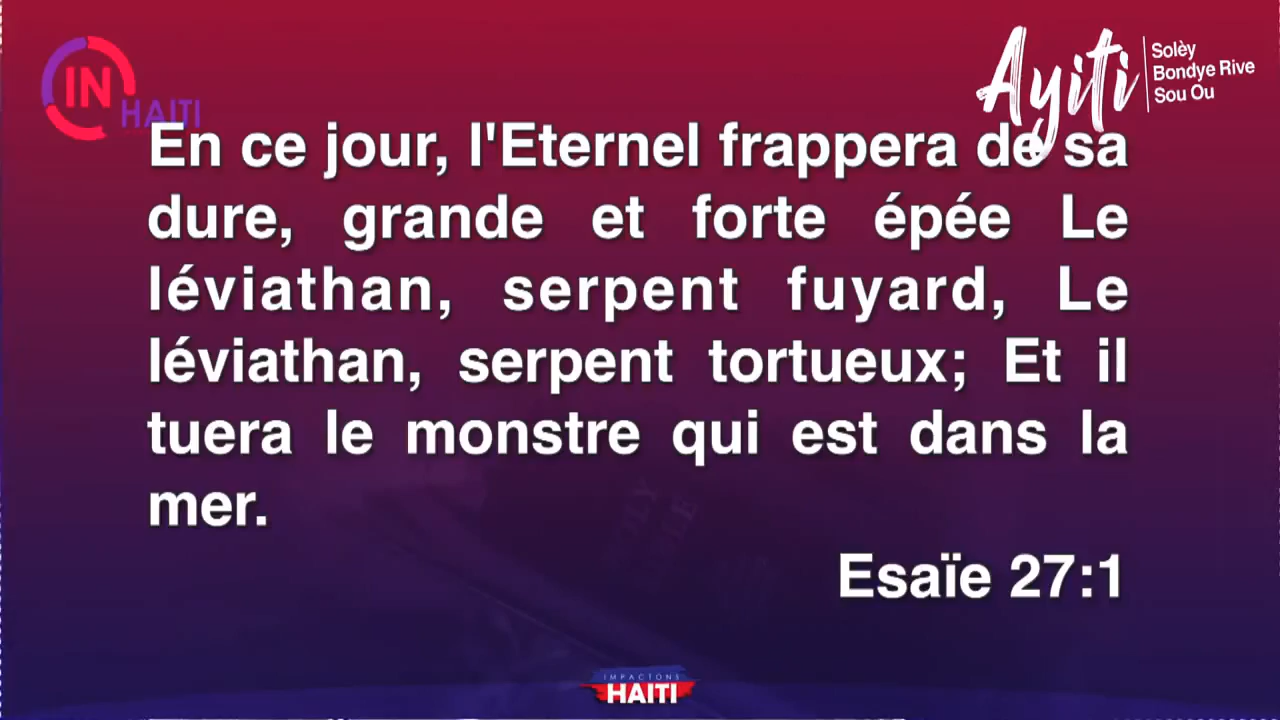 IN
HAITI
Ayiti
Solèy
Bondye Rive
Sou Ou
En ce jour, l'Eternel frappera de sa
dure, grande et forte épée Le
léviathan, serpent fuyard, Le
léviathan, serpent tortueux; Et il
tuera le monstre qui est dans la
mer.
Esaïe 27:1
HOLY
BIBLE
IMPACTONS
HAITI